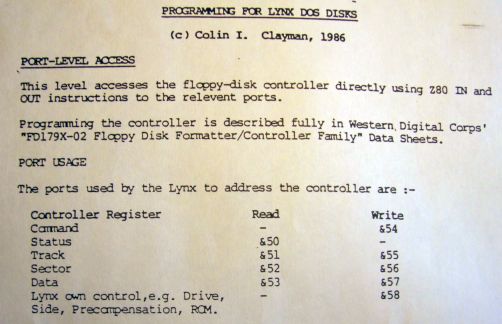 PROGRAMMING FOR LYNX DOS DISKS
(c) Colin I. Clayman, 1986
PORT-LEVEL ACCESS
This level accesses the floppy-disk controller directly using Z80 IN and
OUT instructions to the relevent ports.
Programming the controller is described fully in Western Digital Corps'
"FD179X-02 Floppy Disk Formatter/Controller Family" Data Sheets.
PORT USAGE
The ports used by the Lynx to address the controller are :-
Controller Register Read Write
Command - &54
Status &50 -
Track &51 &55
Sector &52 &56
Data &53 &57
Lynx own control,e.g. Drive, - &58
Side, Precompensation, ROM.